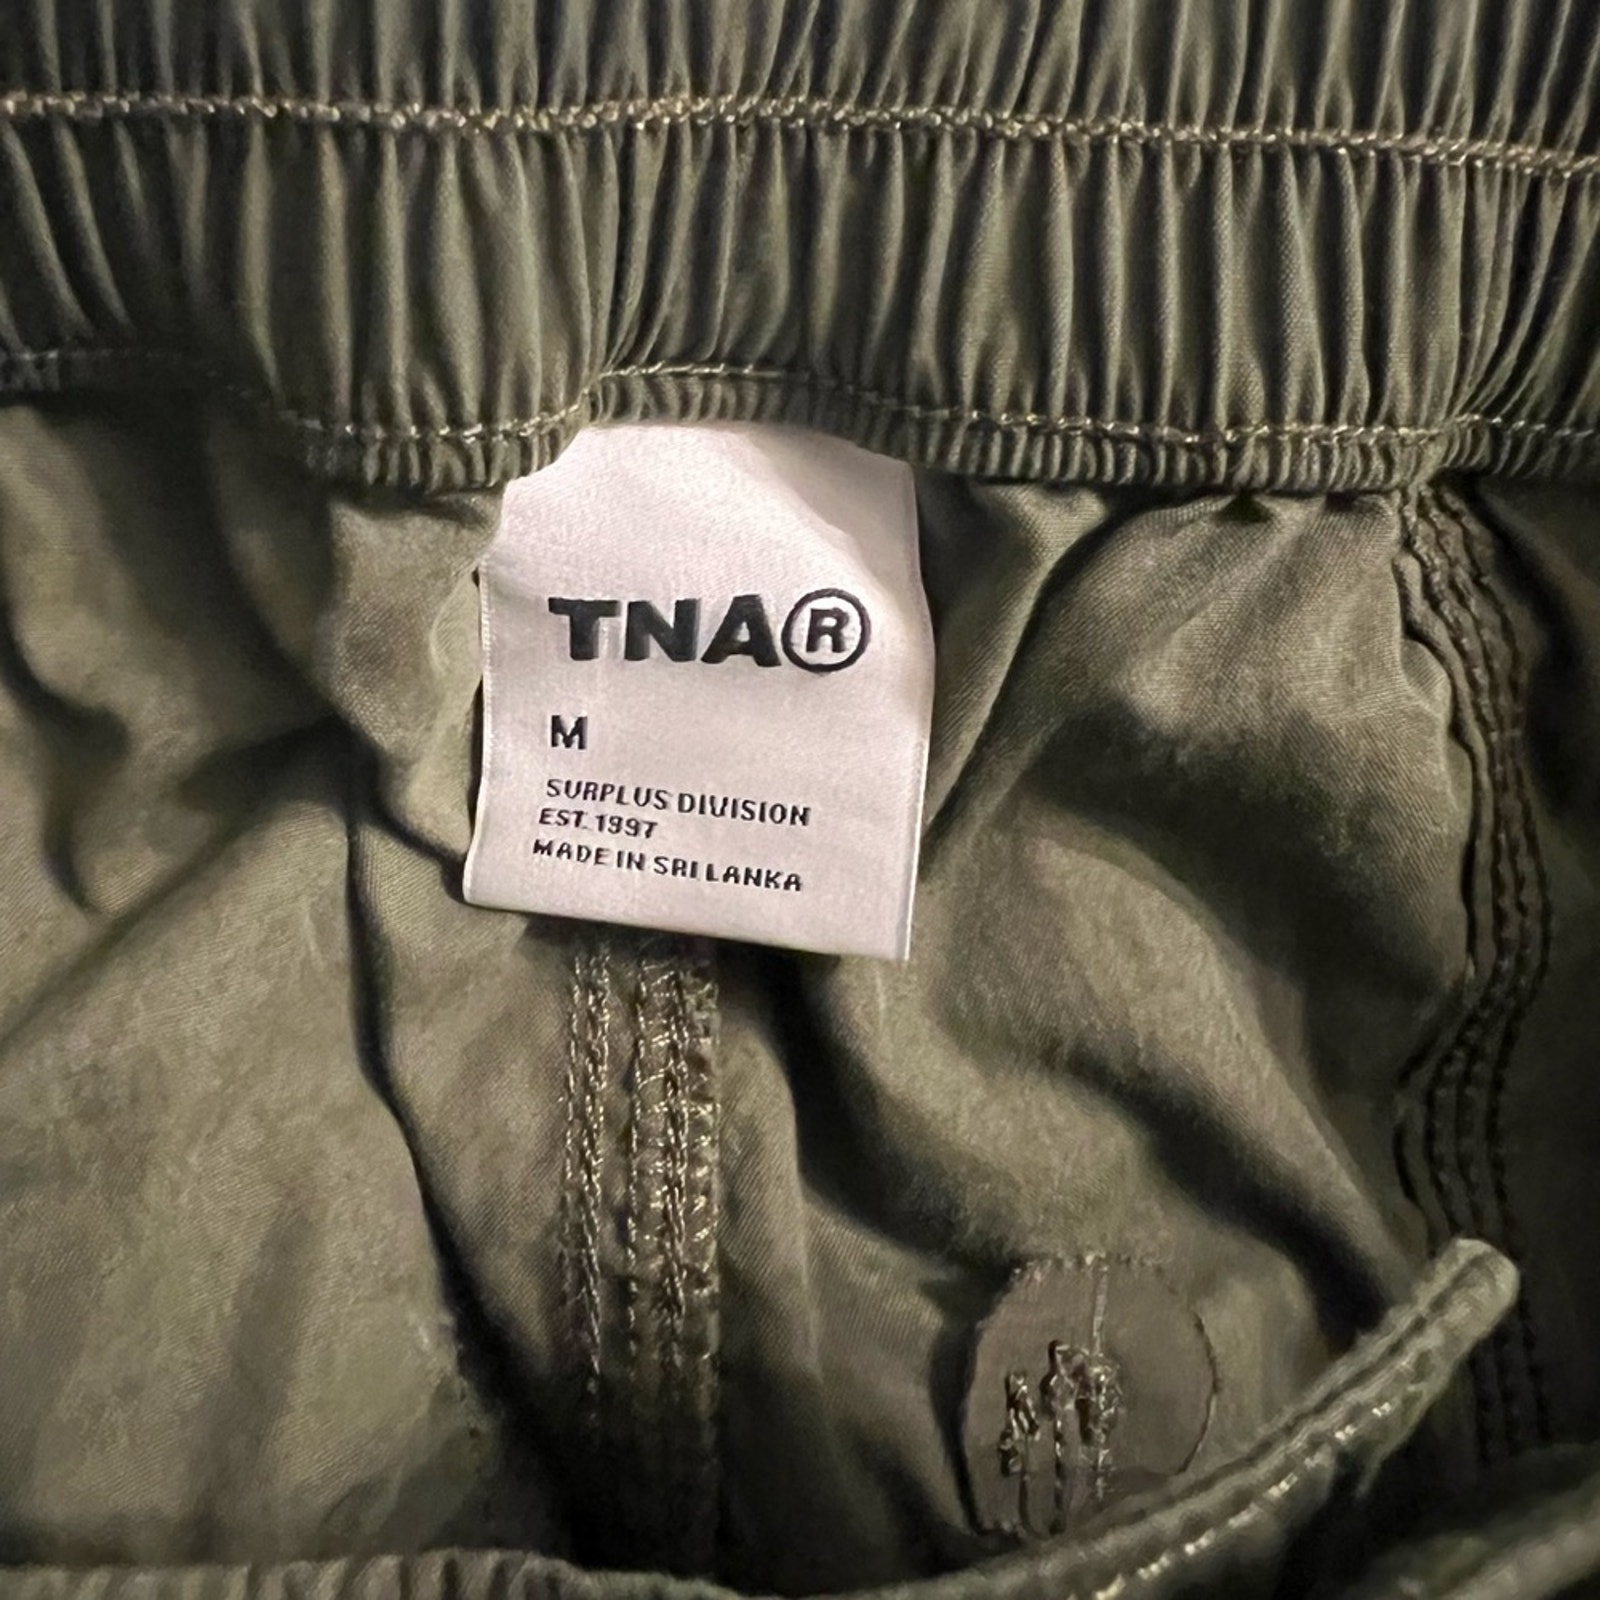 TNA®
M
SURPLUS DIVISION
EST. 1997
MADE IN SRI LANKA